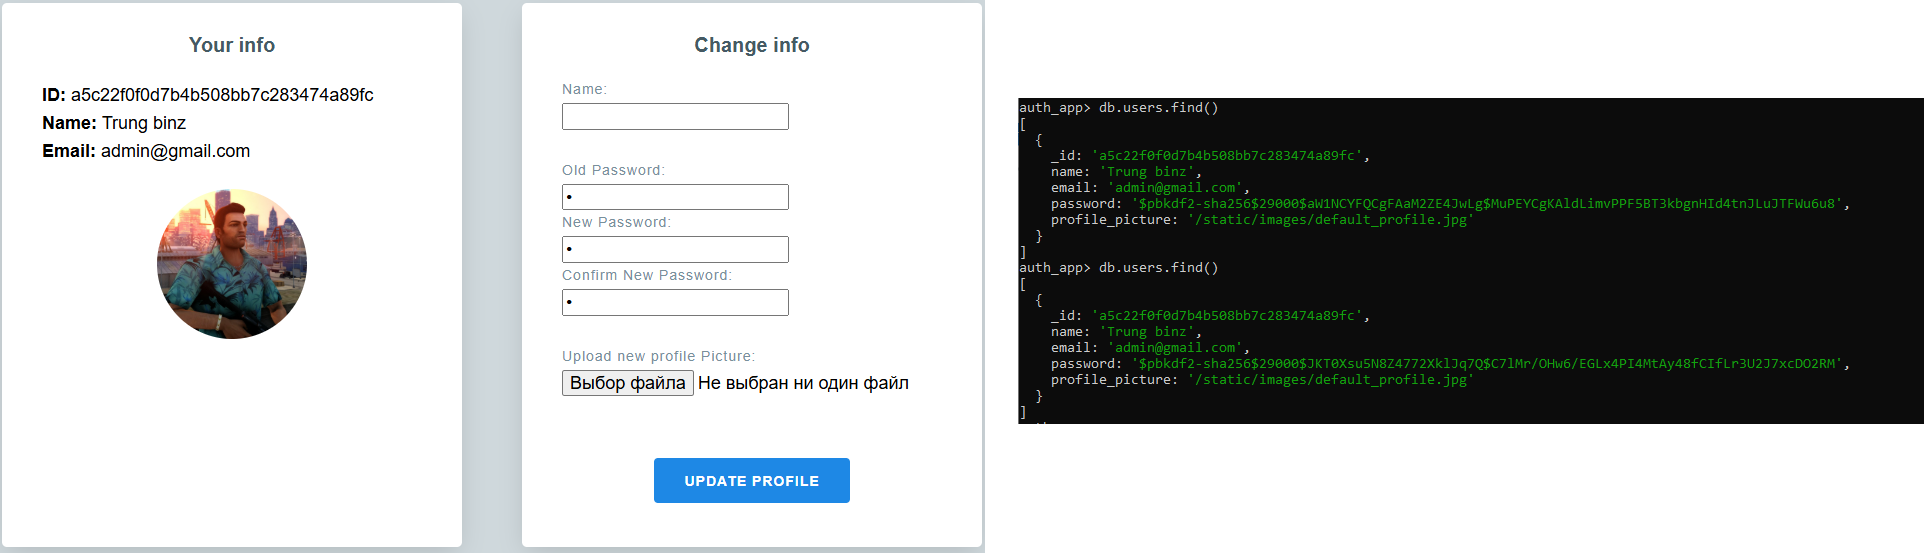 Your info
ID: a5c22f0f0d7b4b508bb7c283474a89fc
Name: Trung binz
Email: admin@gmail.com
Change info
Name:
Old Password:
•
New Password:
•
Confirm New Password:
•
Upload new profile Picture:
Выбор файла Не выбран ни один файл
UPDATE PROFILE
auth_app> db.users.find()
[
  {
    _id: 'a5c22f0f0d7b4b508bb7c283474a89fc',
    name: 'Trung binz',
    email: 'admin@gmail.com',
    password: '$pbkdf2-sha256$29000$aW1NCYFQCgFAaM2ZE4JwLg$MuPEYCgKAldLimvPPF5BT3kbgnHId4tnJLuJTFWu6u8',
    profile_picture: '/static/images/default_profile.jpg'
  }
]
auth_app> db.users.find()
[
  {
    _id: 'a5c22f0f0d7b4b508bb7c283474a89fc',
    name: 'Trung binz',
    email: 'admin@gmail.com',
    password: '$pbkdf2-sha256$29000$JKT0Xsu5N8Z4772XklJq7Q$C7lMr/OHw6/EGLx4PI4MtAy48fCIfLr3U2J7xcDO2RM',
    profile_picture: '/static/images/default_profile.jpg'
  }
]